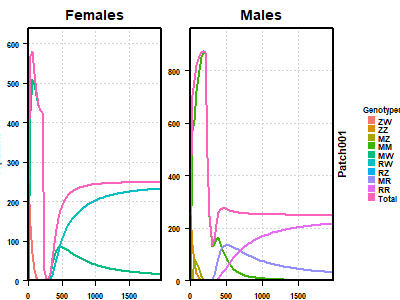 Females Males
600
500
400
300
200
100
0
0 500 1000 1500
800
600
400
200
0
0 500 1000 1500
Patch001
Genotypes
ZW
ZZ
MZ
MM
MW
RW
RZ
MR
RR
Total